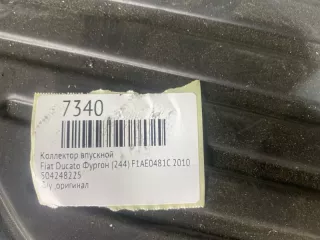 7340
Коллектор впускной
Fiat Ducato Фургон (244) F1AE0481C 2010
504248225
б/у ,оригинал